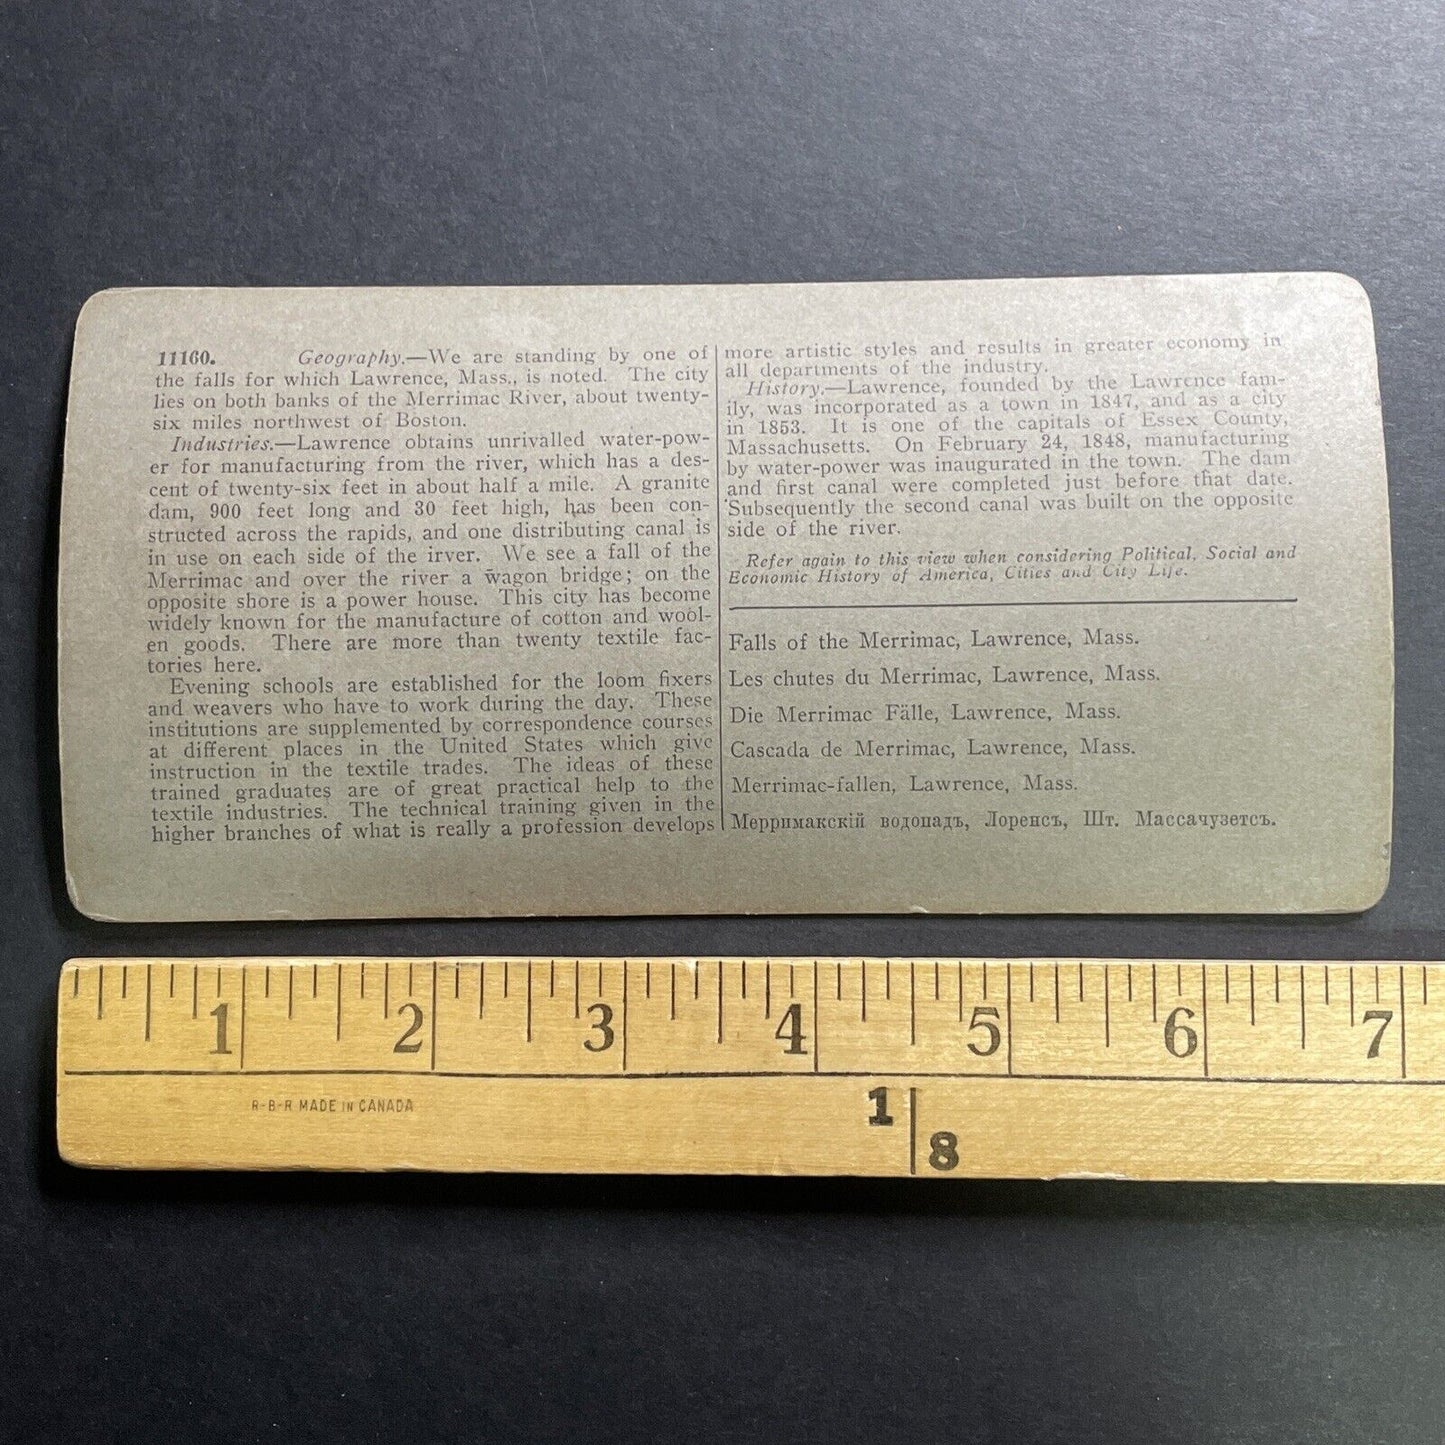 11160. Geography.—We are standing by one of
the falls for which Lawrence, Mass., is noted. The city
lies on both banks of the Merrimac River, about twenty-
six miles northwest of Boston.
Industries.—Lawrence obtains unrivalled water-pow-
er for manufacturing from the river, which has a des-
cent of twenty-six feet in about half a mile. A granite
dam, 900 feet long and 30 feet high, has been con-
structed across the rapids, and one distributing canal is
in use on each side of the irver. We see a fall of the
Merrimac and over the river a wagon bridge; on the
opposite shore is a power house. This city has become
widely known for the manufacture of cotton and wool-
en goods. There are more than twenty textile fac-
tories here.
Evening schools are established for the loom fixers
and weavers who have to work during the day. These
institutions are supplemented by correspondence courses
at different places in the United States which give
instruction in the textile trades. The ideas of these
trained graduates are of great practical help to the
textile industries. The technical training given in the
higher branches of what is really a profession develops
more artistic styles and results in greater economy in
all departments of the industry.
History.—Lawrence, founded by the Lawrence fam-
ily, was incorporated as a town in 1847, and as a city
in 1853. It is one of the capitals of Essex County,
Massachusetts. On February 24, 1848, manufacturing
by water-power was inaugurated in the town. The dam
and first canal were completed just before that date.
Subsequently the second canal was built on the opposite
side of the river.
Refer again to this view when considering Political, Social and
Economic History of America, Cities and City Life.
Falls of the Merrimac, Lawrence, Mass.
Les chutes du Merrimac, Lawrence, Mass.
Die Merrimac Fälle, Lawrence, Mass.
Cascada de Merrimac, Lawrence, Mass.
Merrimac-fallen, Lawrence, Mass.
Мерримакскій водопадъ, Лоренсъ, Шт. Массачузетсъ.
1 2 3 4 5 6 7
R-B-R MADE IN CANADA
1
8